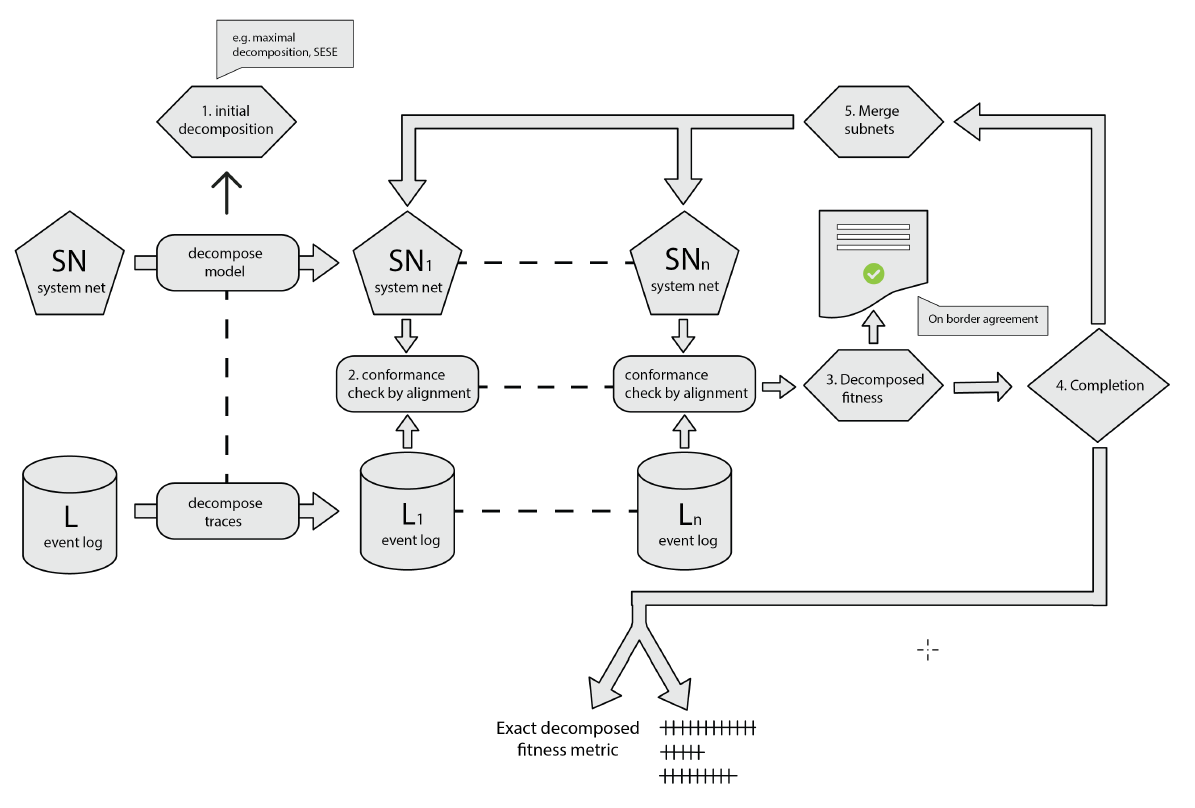 e.g. maximal
decomposition, SESE
1. initial
decomposition
5. Merge
subnets
SN
system net
decompose
model
SN1
system net
SNn
system net
On border agreement
2. conformance
check by alignment
conformance
check by alignment
3. Decomposed
fitness
4. Completion
L
event log
decompose
traces
L1
event log
Ln
event log
Exact decomposed
fitness metric